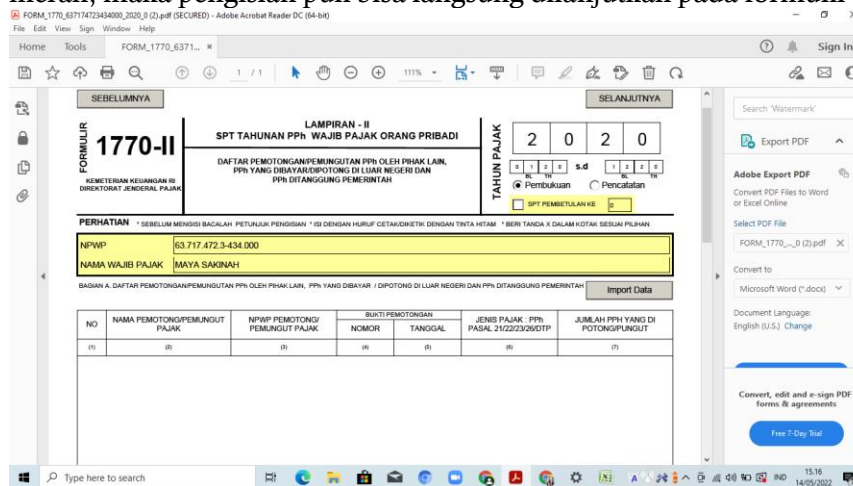 merah, maka pengisian pun bisa langsung dilanjutkan pada formulir
FORM_1770_637174723434000_2020_0 (2).pdf (SECURED) - Adobe Acrobat Reader DC (64-bit)
File Edit View Sign Window Help
Home Tools FORM_1770_6371... × Sign In
1 / 1 111%
SEBELUMNYA SELANJUTNYA
FORMULIR 1770-II
KEMETERIAN KEUANGAN RI
DIREKTORAT JENDERAL PAJAK
LAMPIRAN - II
SPT TAHUNAN PPh WAJIB PAJAK ORANG PRIBADI
DAFTAR PEMOTONGAN/PEMUNGUTAN PPh OLEH PIHAK LAIN,
PPh YANG DIBAYAR/DIPOTONG DI LUAR NEGERI DAN
PPh DITANGGUNG PEMERINTAH
TAHUN PAJAK 2 0 2 0
0 1 2 0 s.d 1 2 2 0
BL TH BL TH
Pembukuan Pencatatan
SPT PEMBETULAN KE 0
PERHATIAN * SEBELUM MENGISI BACALAH PETUNJUK PENGISIAN * ISI DENGAN HURUF CETAK/DIKETIK DENGAN TINTA HITAM * BERI TANDA X DALAM KOTAK SESUAI PILIHAN
NPWP 63.717.472.3-434.000
NAMA WAJIB PAJAK MAYA SAKINAH
BAGIAN A. DAFTAR PEMOTONGAN/PEMUNGUTAN PPh OLEH PIHAK LAIN, PPh YANG DIBAYAR / DIPOTONG DI LUAR NEGERI DAN PPh DITANGGUNG PEMERINTAH
Import Data
NO NAMA PEMOTONG/PEMUNGUT PAJAK NPWP PEMOTONG/ PEMUNGUT PAJAK BUKTI PEMOTONGAN NOMOR TANGGAL JENIS PAJAK : PPh PASAL 21/22/23/26/DTP JUMLAH PPH YANG DI POTONG/PUNGUT
(1) (2) (3) (4) (5) (6) (7)
Search 'Watermark'
Export PDF
Adobe Export PDF
Convert PDF Files to Word
or Excel Online
Select PDF File
FORM_1770_..._0 (2).pdf ×
Convert to
Microsoft Word (*.docx)
Document Language:
English (U.S.) Change
Convert, edit and e-sign PDF
forms & agreements
Free 7-Day Trial
Type here to search
IND 15.16
14/05/2022